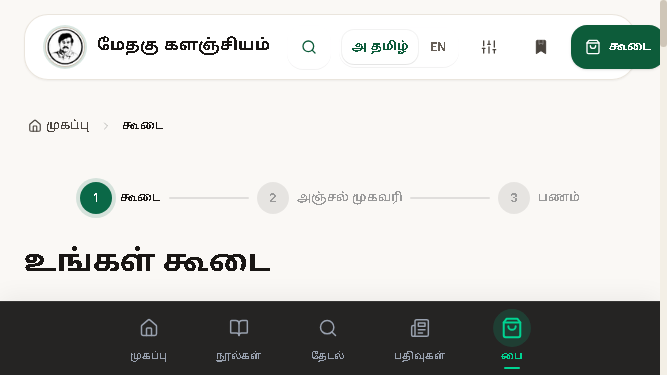 மேதகு களஞ்சியம்
அ தமிழ் EN
கூடை
முகப்பு > கூடை
1 கூடை 2 அஞ்சல் முகவரி 3 பணம்
உங்கள் கூடை
முகப்பு நூல்கள் தேடல் பதிவுகள் பை